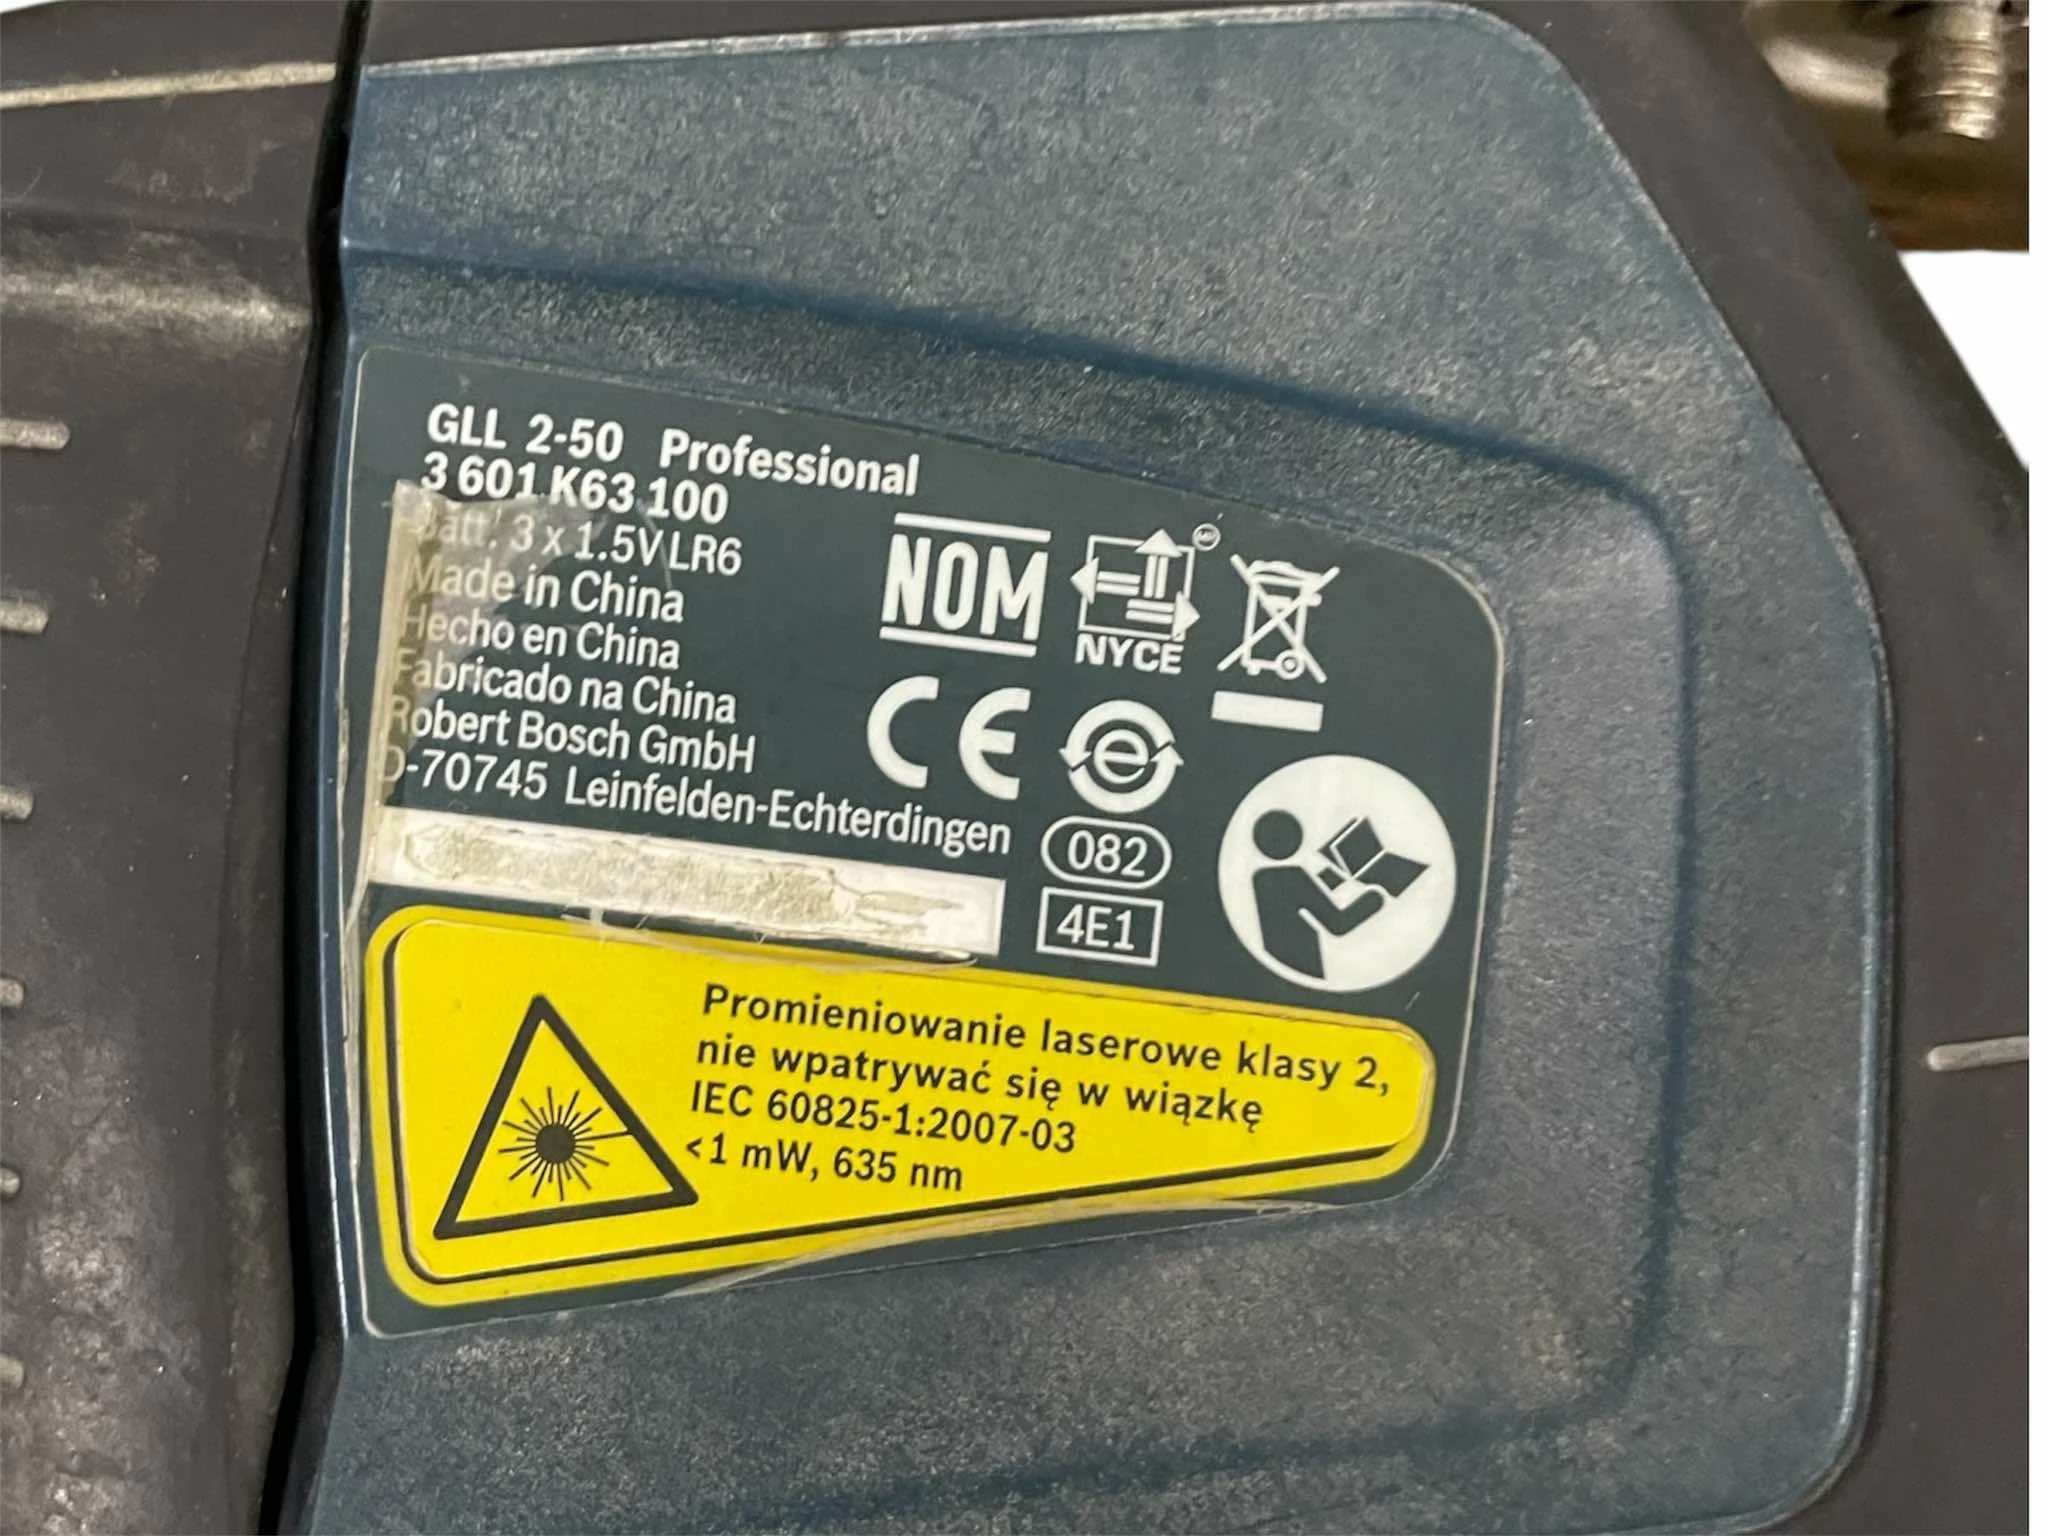 GLL 2-50 Professional
3 601 K63 100
Batt. 3 x 1.5V LR6
Made in China
Hecho en China
Fabricado na China
Robert Bosch GmbH
D-70745 Leinfelden-Echterdingen
NOM
NYCE
CE
e
082
4E1
Promieniowanie laserowe klasy 2,
nie wpatrywać się w wiązkę
IEC 60825-1:2007-03
<1 mW, 635 nm